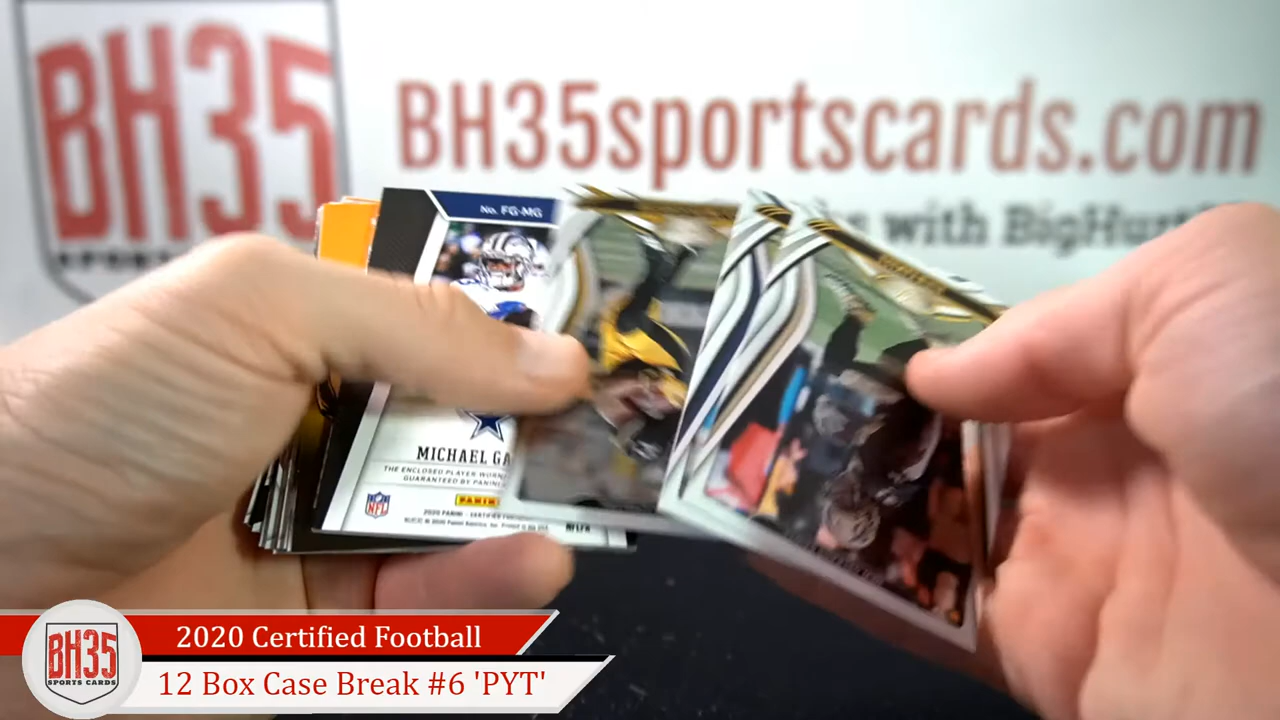 BH35
BH35sportscards.com
with BigHurt
No. FG-MG
MICHAEL GA
THE ENCLOSED PLAYER-WORN
GUARANTEED BY PANINI
NFL
PANINI
BH35
SPORTS CARDS
2020 Certified Football
12 Box Case Break #6 'PYT'